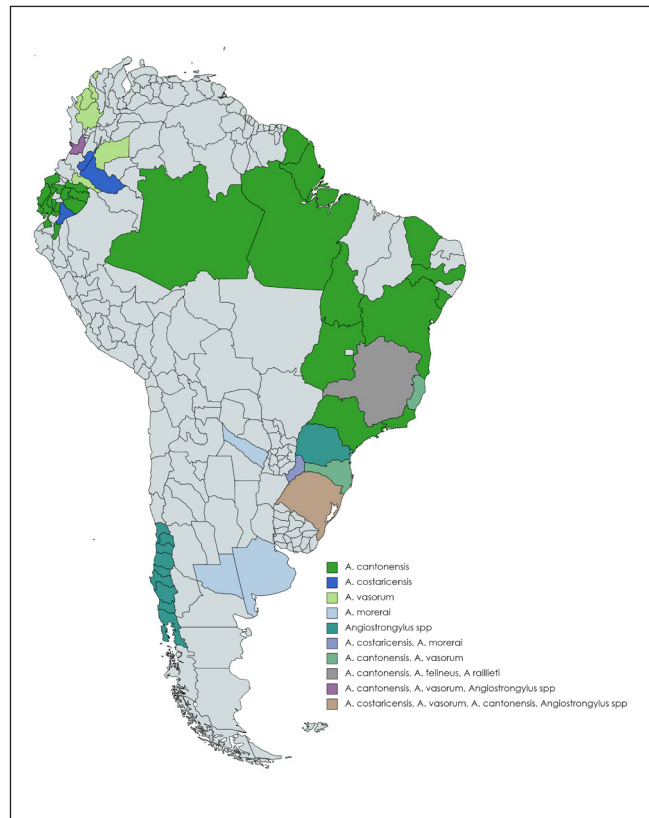 A. cantonensis
A. costaricensis
A. vasorum
A. morerai
Angiostrongylus spp
A. costaricensis, A. morerai
A. cantonensis, A. vasorum
A. cantonensis, A. felineus, A raillieti
A. cantonensis, A. vasorum. Angiostrongylus spp
A. costaricensis, A. vasorum. A. cantonensis. Angiostrongylus spp